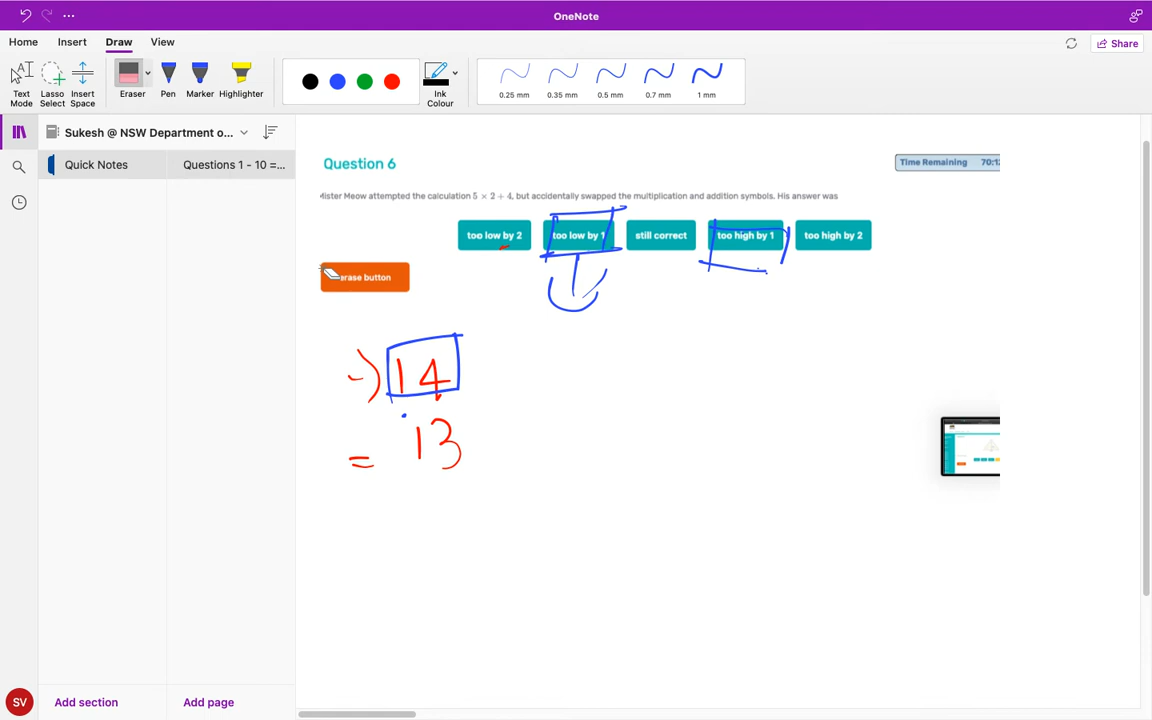 OneNote
Home Insert Draw View
Share
Text Mode
Lasso Select
Insert Space
Eraser
Pen
Marker
Highlighter
Ink Colour
0.25 mm
0.35 mm
0.5 mm
0.7 mm
1 mm
Sukesh @ NSW Department o...
Quick Notes
Questions 1 - 10 =...
Question 6
Time Remaining 70:1
Mister Meow attempted the calculation 5 × 2 + 4, but accidentally swapped the multiplication and addition symbols. His answer was
too low by 2
too low by 1
still correct
too high by 1
too high by 2
erase button
-) 14
= 13
SV
Add section
Add page